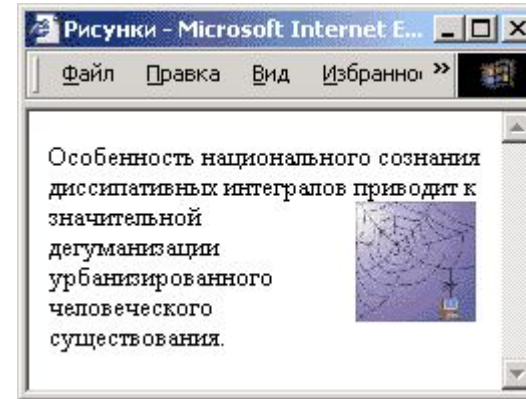 Рисунки - Microsoft Internet E...
Файл Правка Вид Избранно »
Особенность национального сознания
диссипативных интегралов приводит к
значительной
дегуманизации
урбанизированного
человеческого
существования.